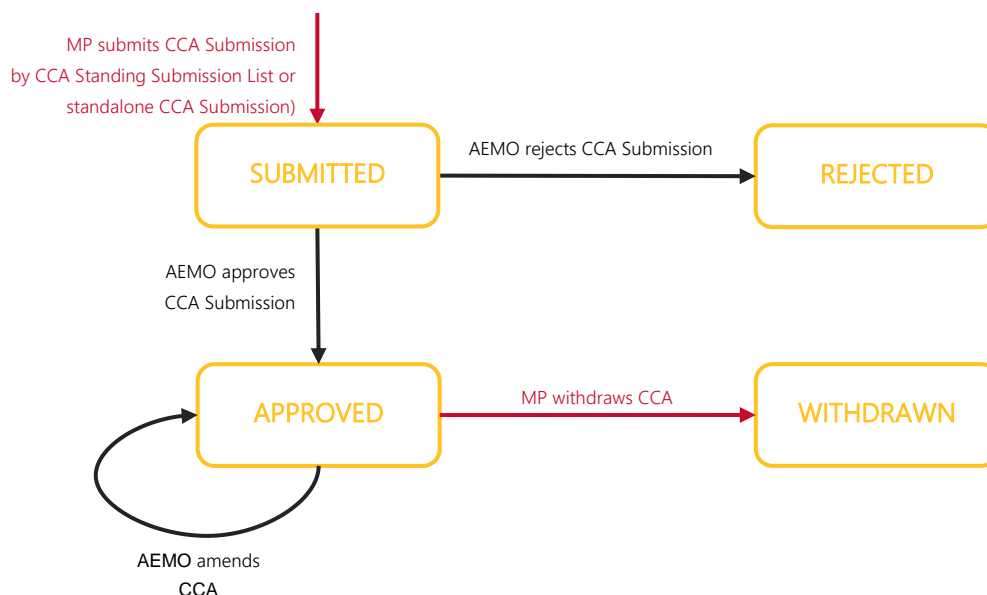 MP submits CCA Submission
by CCA Standing Submission List or
standalone CCA Submission)
SUBMITTED
AEMO rejects CCA Submission
REJECTED
AEMO approves
CCA Submission
APPROVED
MP withdraws CCA
WITHDRAWN
AEMO amends
CCA